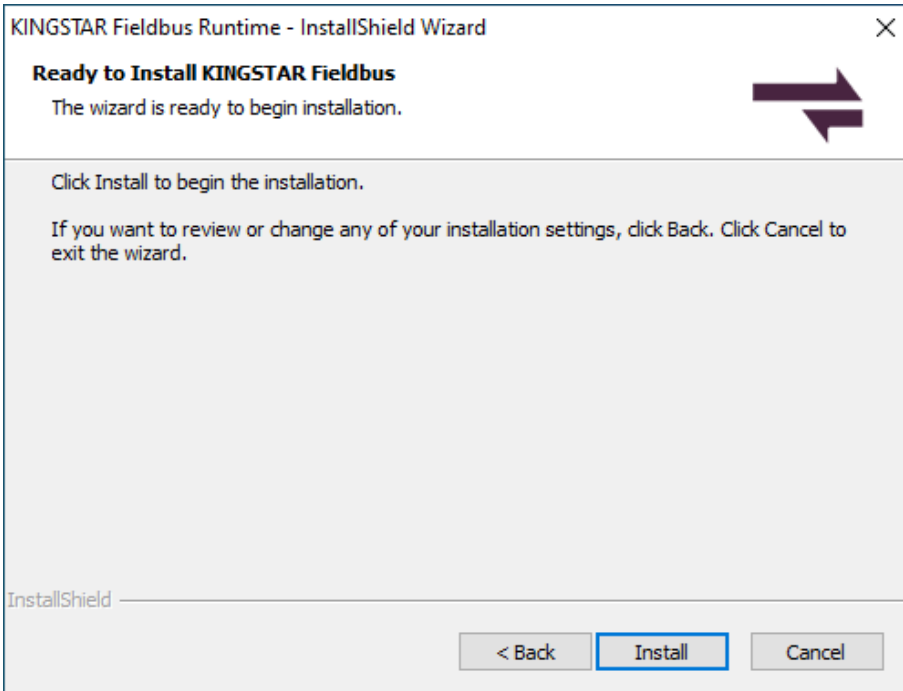 KINGSTAR Fieldbus Runtime - InstallShield Wizard
Ready to Install KINGSTAR Fieldbus
The wizard is ready to begin installation.
Click Install to begin the installation.
If you want to review or change any of your installation settings, click Back. Click Cancel to
exit the wizard.
InstallShield
< Back
Install
Cancel